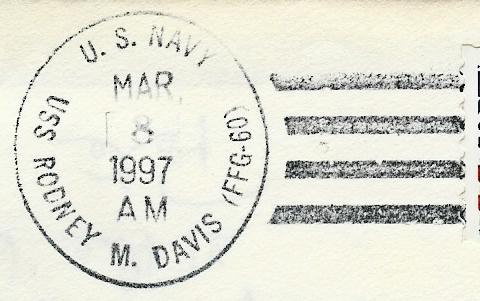 U. S. NAVY
MAR
8
1997
AM
USS RODNEY M. DAVIS (FFG-60)